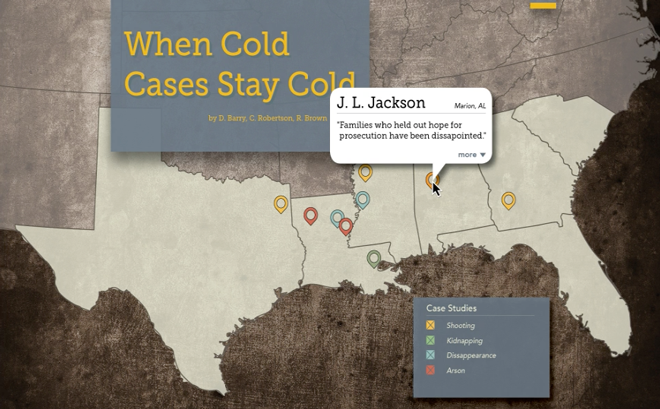 When Cold
Cases Stay Cold
by D. Barry, C. Robertson, R. Brown
J. L. Jackson
Marion, AL
"Families who held out hope for
prosecution have been dissapointed."
more
Case Studies
Shooting
Kidnapping
Dissappearance
Arson